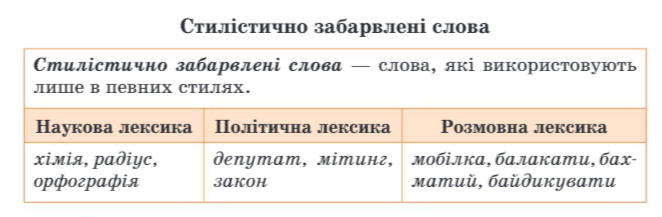 Стилістично забарвлені слова
Стилістично забарвлені слова — слова, які використовують
лише в певних стилях.
Наукова лексика Політична лексика Розмовна лексика
хімія, радіус, депутат, мітинг, мобілка, балакати, бах-
орфографія закон матий, байдикувати